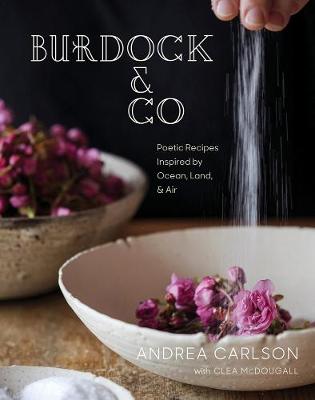 BURDOCK
&
CO
Poetic Recipes
Inspired by
Ocean, Land,
& Air
ANDREA CARLSON
with CLEA McDOUGALL